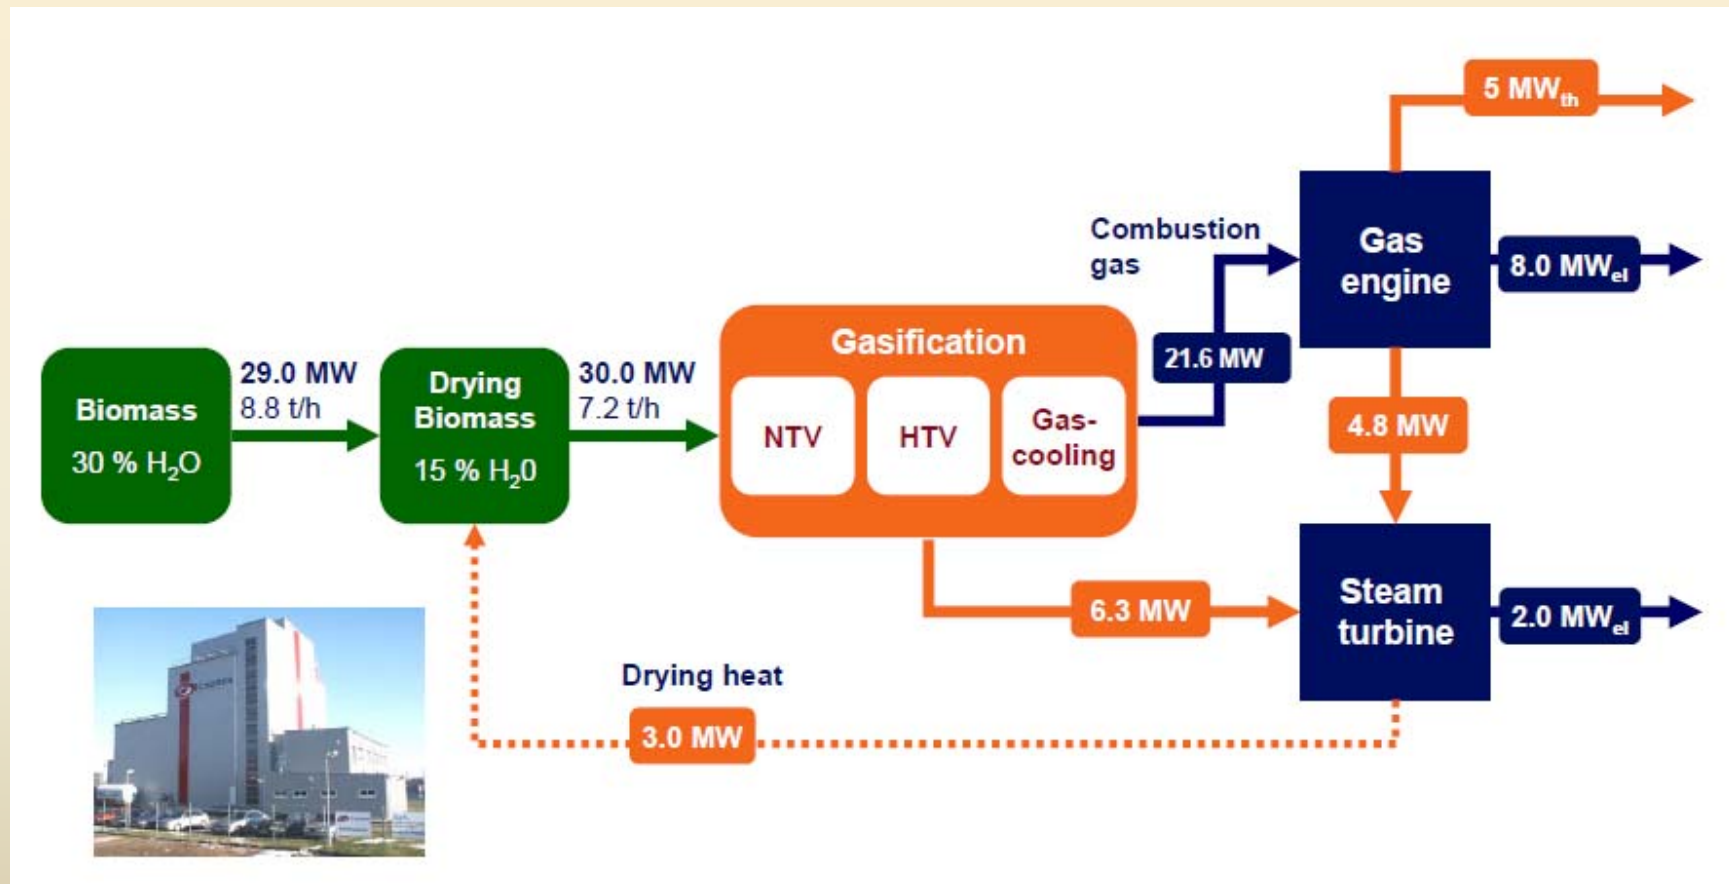 5 MWth
Combustion
gas
Gas
engine
8.0 MWel
Gasification
21.6 MW
29.0 MW
8.8 t/h
30.0 MW
7.2 t/h
Biomass
30 % H₂O
Drying
Biomass
15 % H₂0
NTV
HTV
Gas-
cooling
4.8 MW
6.3 MW
Steam
turbine
2.0 MWel
Drying heat
3.0 MW
CHOREN